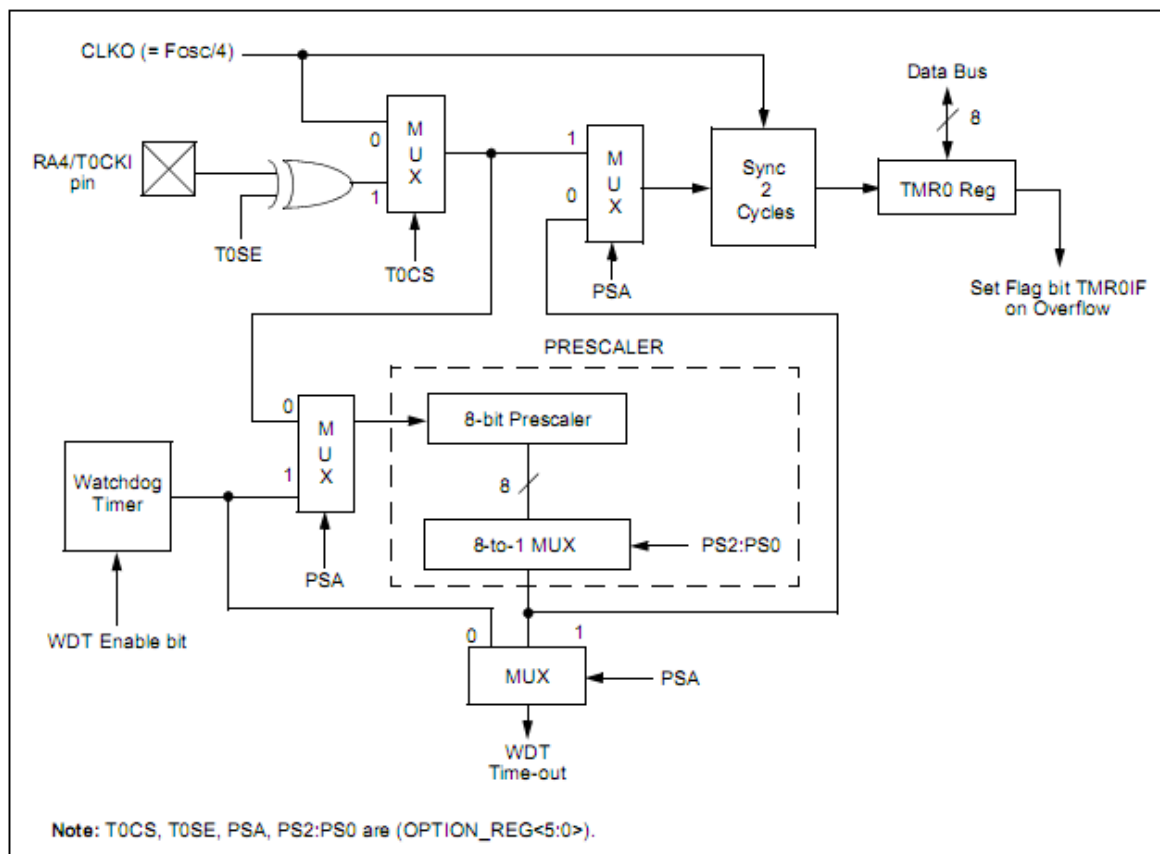 CLKO (= Fosc/4)
Data Bus
8
RA4/T0CKI
pin
0
1
M
U
X
T0SE
T0CS
1
0
M
U
X
PSA
Sync
2
Cycles
TMR0 Reg
Set Flag bit TMR0IF
on Overflow
PRESCALER
0
1
M
U
X
8-bit Prescaler
Watchdog
Timer
8
8-to-1 MUX
PS2:PS0
PSA
WDT Enable bit
0
1
MUX
PSA
WDT
Time-out
Note: T0CS, T0SE, PSA, PS2:PS0 are (OPTION_REG<5:0>).